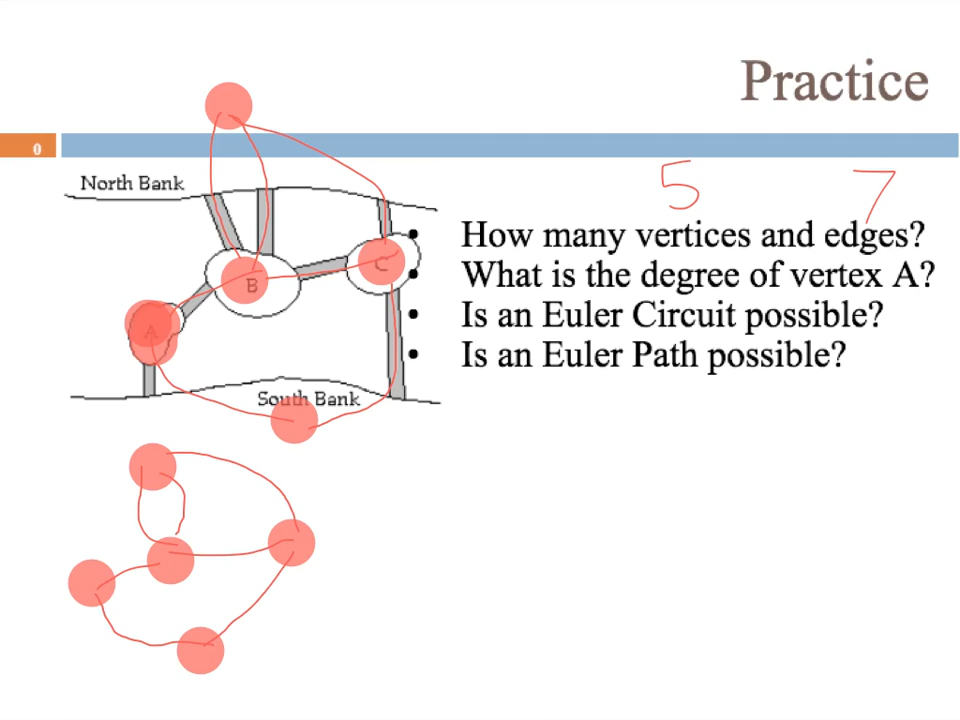 Practice
0
North Bank
5 7
• How many vertices and edges?
• What is the degree of vertex A?
• Is an Euler Circuit possible?
• Is an Euler Path possible?
C
B
A
South Bank